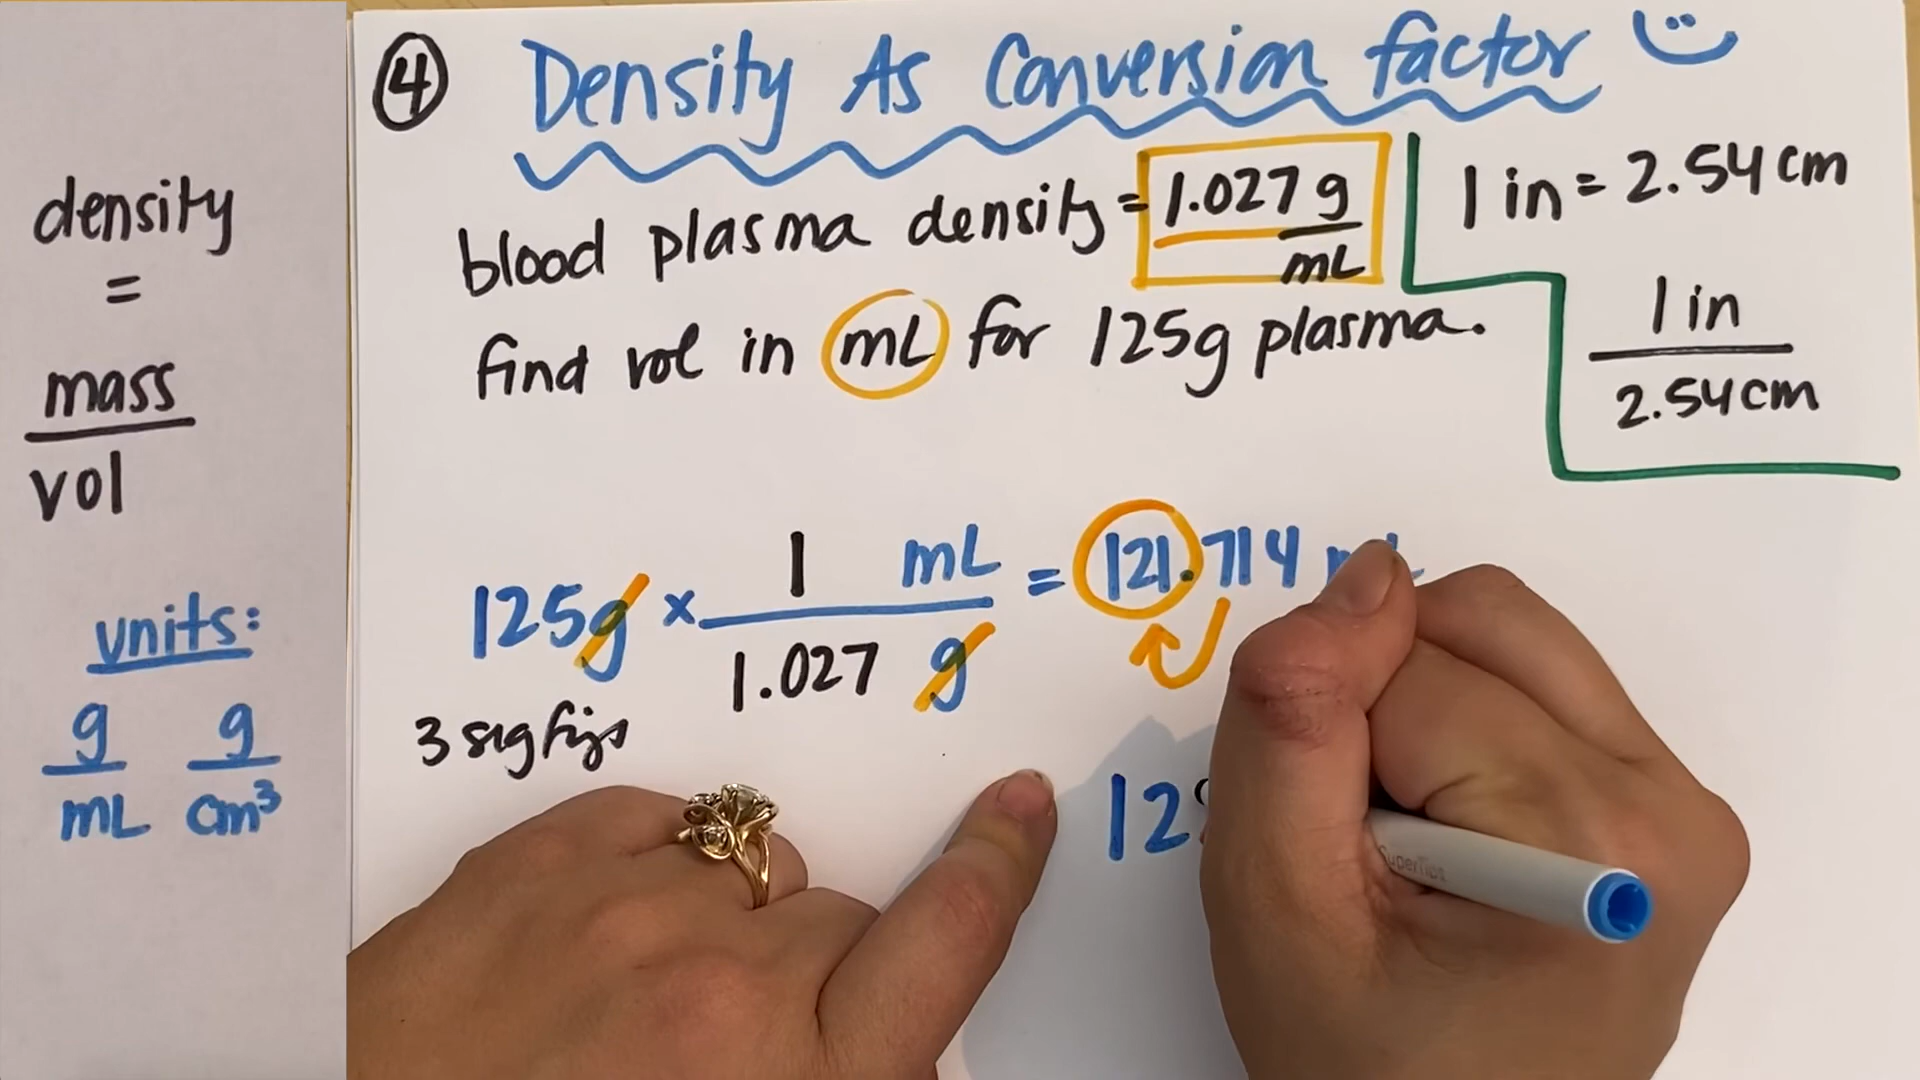 density
=
mass
vol
units:
g g
mL cm³
④ Density As Conversion factor
blood plasma density = 1.027 g
mL
find vol in mL for 125g plasma.
1 in = 2.54 cm
1 in
2.54 cm
125g x 1 mL = 121.714
1.027 g
3 sig figs
12
SuperTips